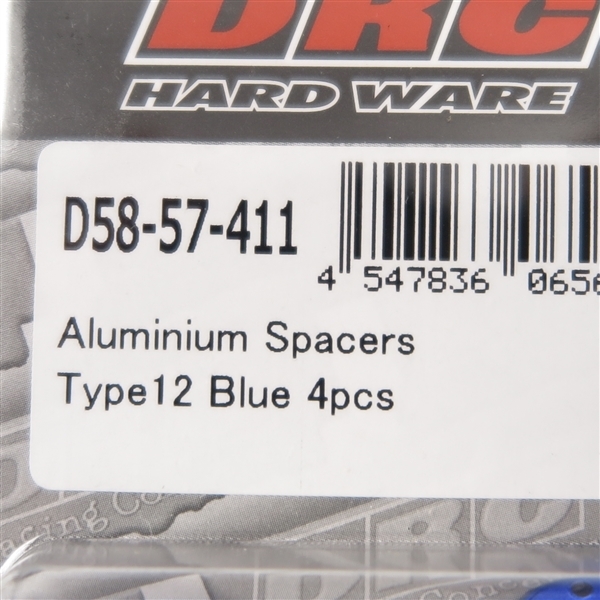 DRC
HARD WARE
D58-57-411
4 547836 0656
Aluminium Spacers
Type12 Blue 4pcs